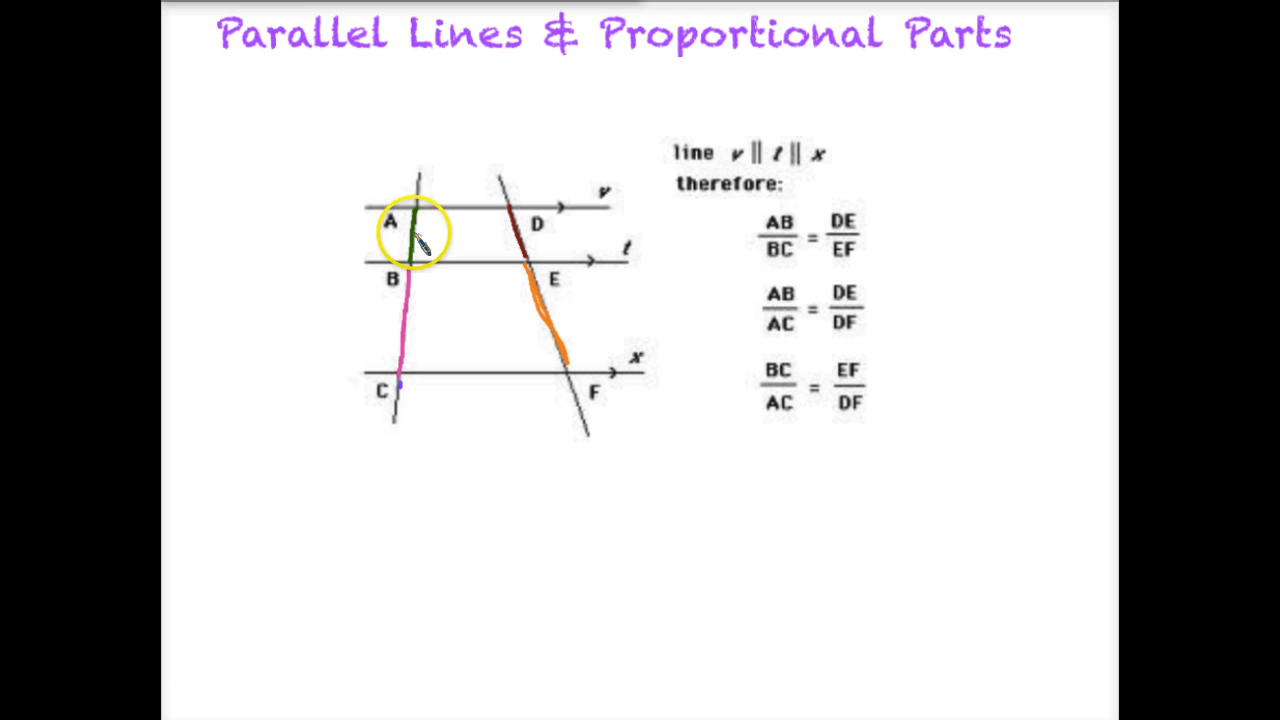 Parallel Lines & Proportional Parts
line v || t || x
therefore:
AB/BC = DE/EF
AB/AC = DE/DF
BC/AC = EF/DF
v
A
D
t
B
E
x
C
F